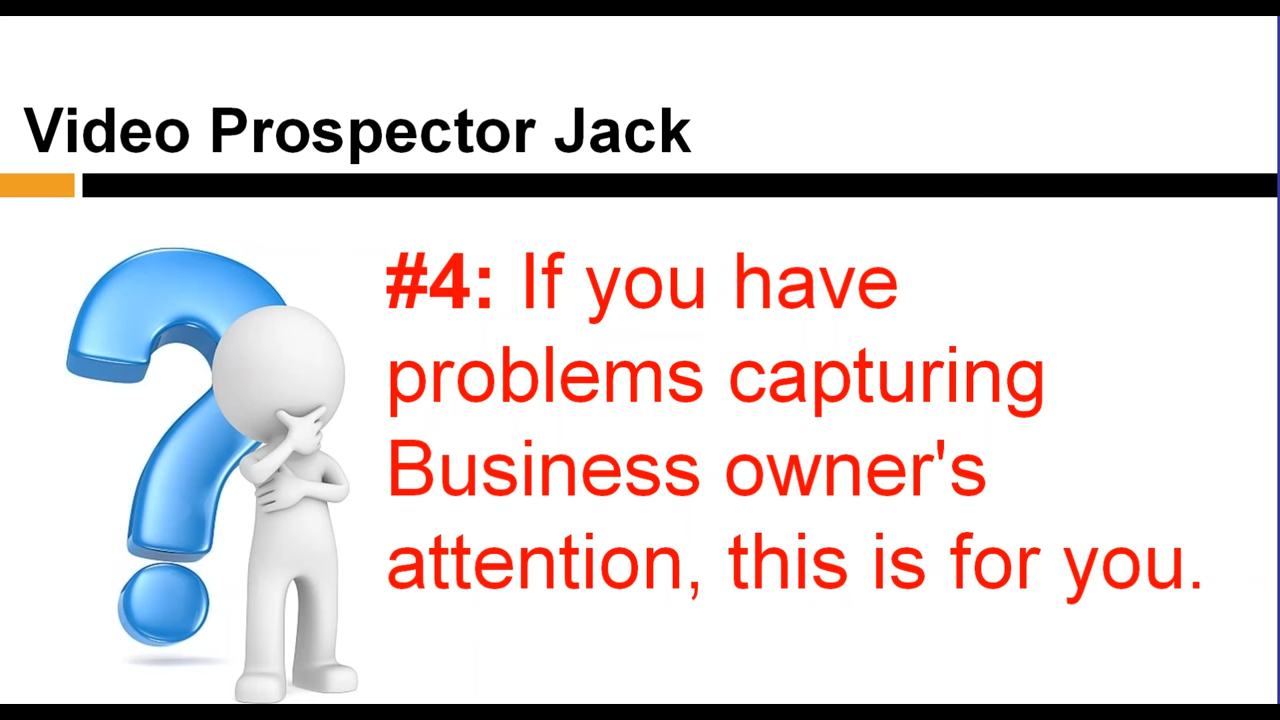 Video Prospector Jack
#4: If you have
problems capturing
Business owner's
attention, this is for you.